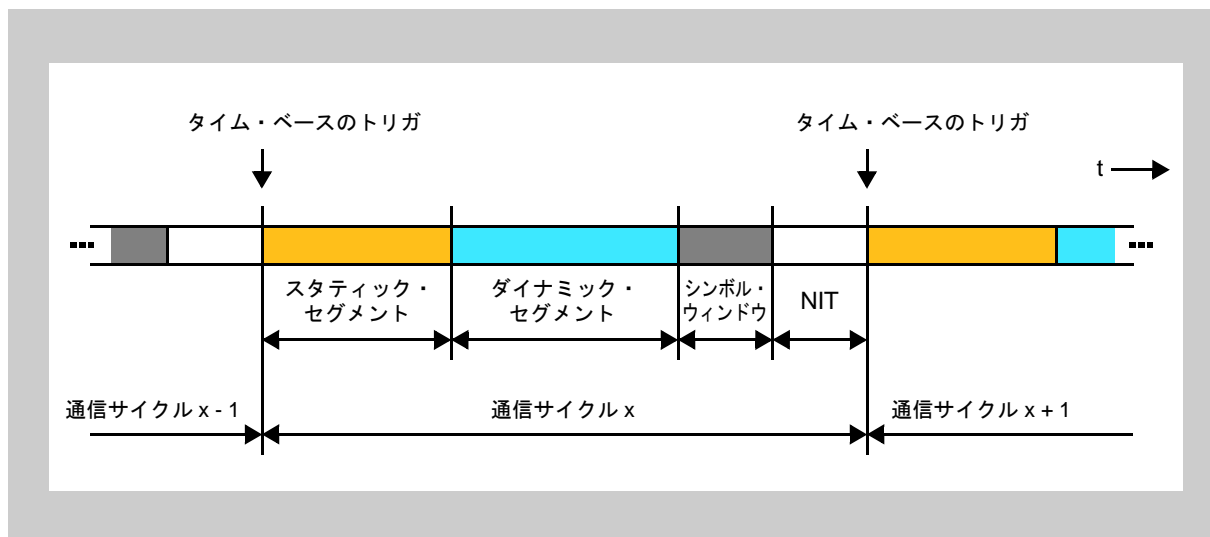 タイム・ベースのトリガ
タイム・ベースのトリガ
t
スタティック・
セグメント
ダイナミック・
セグメント
シンボル・
ウィンドウ
NIT
通信サイクル x - 1
通信サイクル x
通信サイクル x + 1